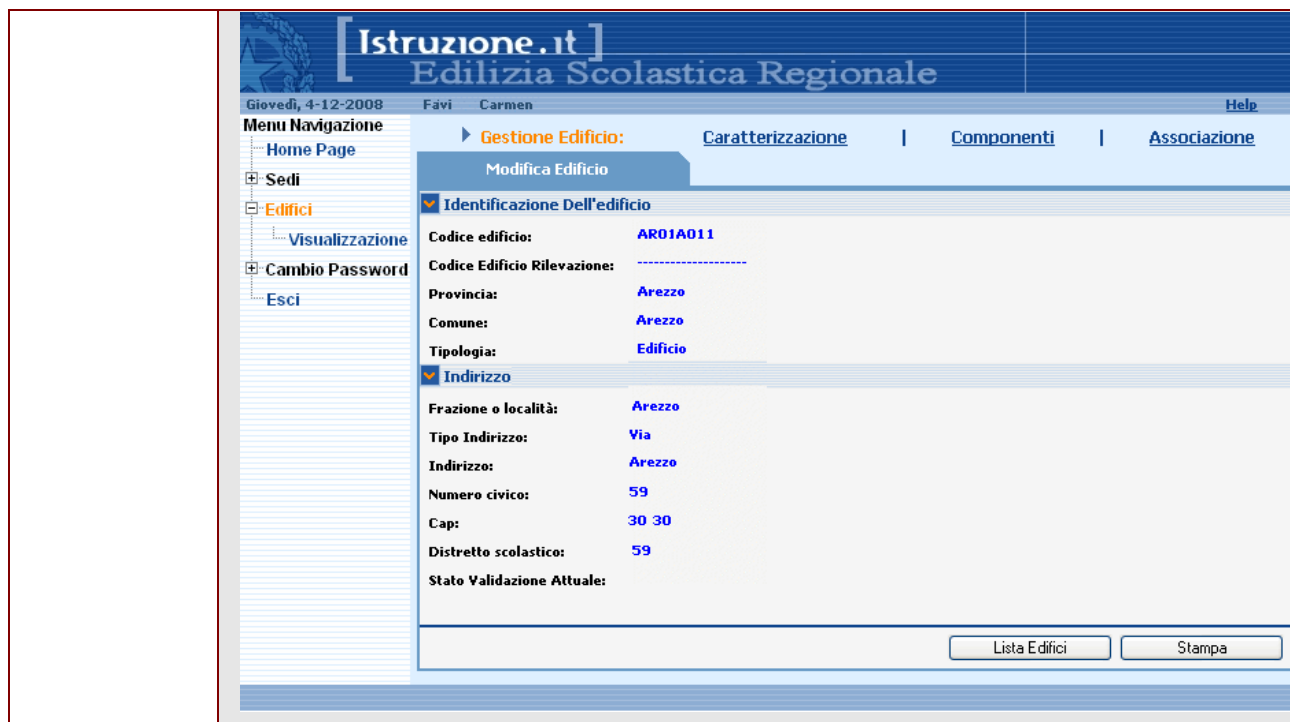 [Istruzione.it]
Edilizia Scolastica Regionale
Giovedì, 4-12-2008 Favi Carmen Help
Menu Navigazione
Home Page
Sedi
Edifici
Visualizzazione
Cambio Password
Esci
Gestione Edificio: Caratterizzazione | Componenti | Associazione
Modifica Edificio
Identificazione Dell'edificio
Codice edificio: AR01A011
Codice Edificio Rilevazione: --------------------
Provincia: Arezzo
Comune: Arezzo
Tipologia: Edificio
Indirizzo
Frazione o località: Arezzo
Tipo Indirizzo: Via
Indirizzo: Arezzo
Numero civico: 59
Cap: 30 30
Distretto scolastico: 59
Stato Validazione Attuale:
Lista Edifici Stampa